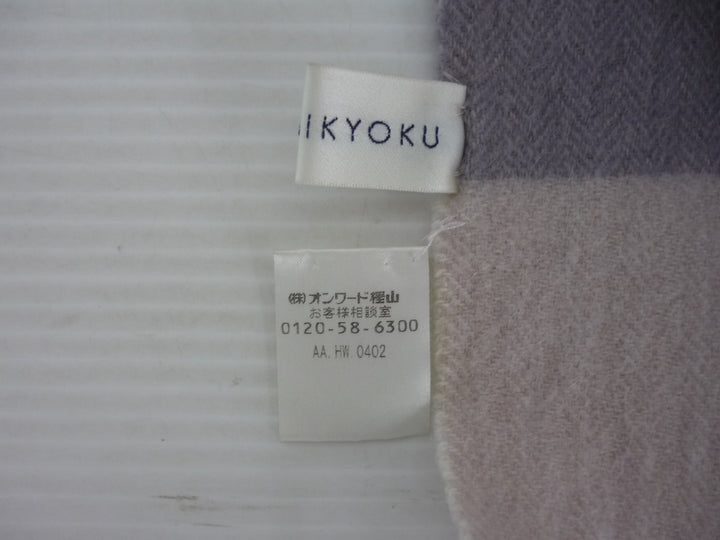 IKYOKU
(株)オンワード樫山
お客様相談室
0120-58-6300
AA. HW. 0402